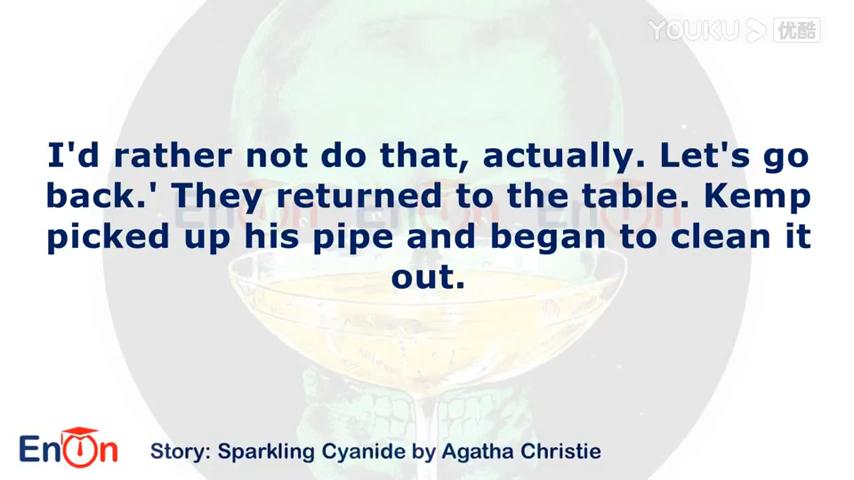 YOUKU 优酷
I'd rather not do that, actually. Let's go
back.' They returned to the table. Kemp
picked up his pipe and began to clean it
out.
EnOn
Story: Sparkling Cyanide by Agatha Christie